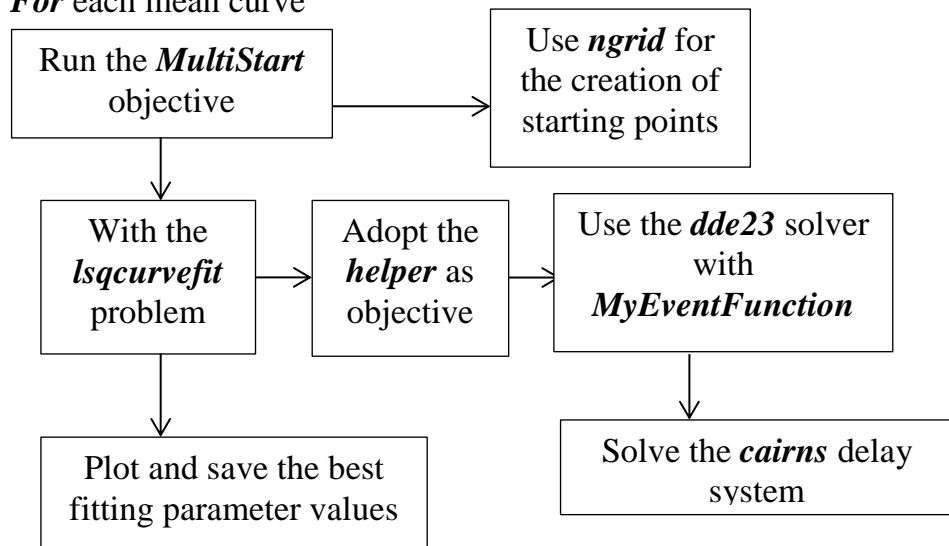 For each mean curve
Run the MultiStart
objective
Use ngrid for
the creation of
starting points
With the
lsqcurvefit
problem
Adopt the
helper as
objective
Use the dde23 solver
with
MyEventFunction
Plot and save the best
fitting parameter values
Solve the cairns delay
system